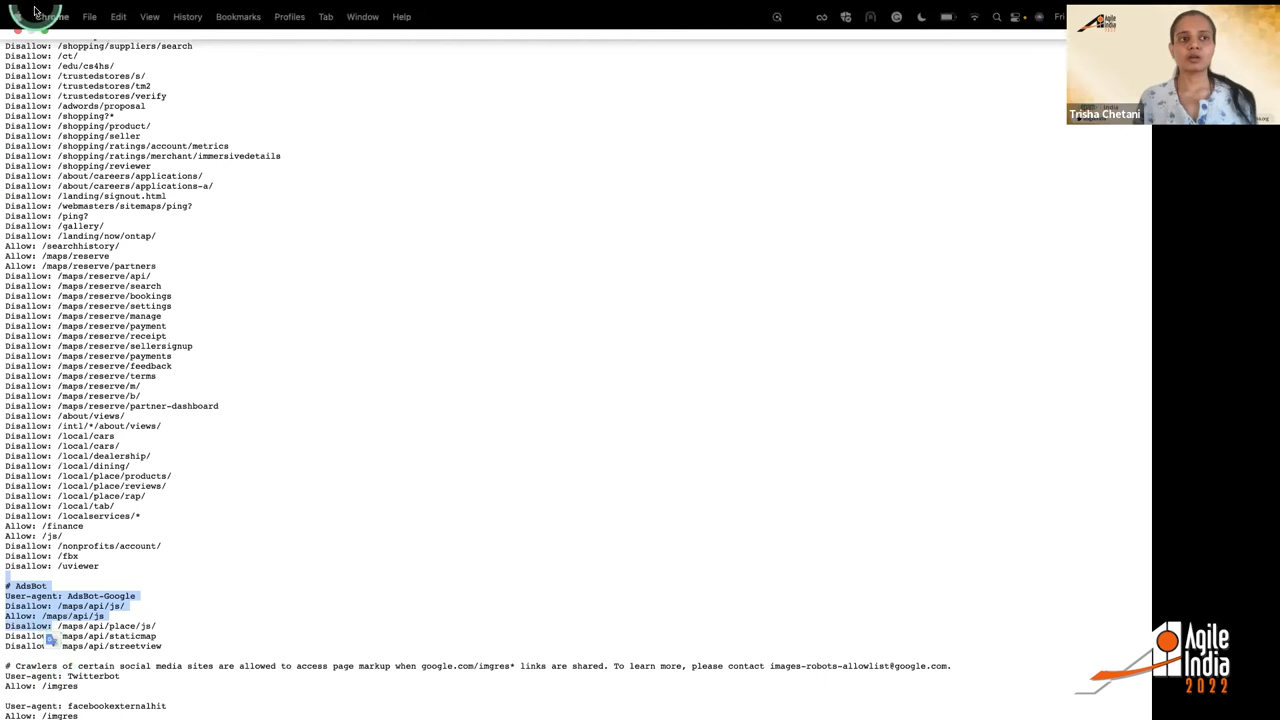 Chrome File Edit View History Bookmarks Profiles Tab Window Help Fri
Disallow: /shopping/suppliers/search
Disallow: /ct/
Disallow: /edu/cs4hs/
Disallow: /trustedstores/s/
Disallow: /trustedstores/tm2
Disallow: /trustedstores/verify
Disallow: /adwords/proposal
Disallow: /shopping?*
Disallow: /shopping/product/
Disallow: /shopping/seller
Disallow: /shopping/ratings/account/metrics
Disallow: /shopping/ratings/merchant/immersivedetails
Disallow: /shopping/reviewer
Disallow: /about/careers/applications/
Disallow: /about/careers/applications-a/
Disallow: /landing/signout.html
Disallow: /webmasters/sitemaps/ping?
Disallow: /ping?
Disallow: /gallery/
Disallow: /landing/now/ontap/
Allow: /searchhistory/
Allow: /maps/reserve
Allow: /maps/reserve/partners
Disallow: /maps/reserve/api/
Disallow: /maps/reserve/search
Disallow: /maps/reserve/bookings
Disallow: /maps/reserve/settings
Disallow: /maps/reserve/manage
Disallow: /maps/reserve/payment
Disallow: /maps/reserve/receipt
Disallow: /maps/reserve/sellersignup
Disallow: /maps/reserve/payments
Disallow: /maps/reserve/feedback
Disallow: /maps/reserve/terms
Disallow: /maps/reserve/m/
Disallow: /maps/reserve/b/
Disallow: /maps/reserve/partner-dashboard
Disallow: /about/views/
Disallow: /intl/*/about/views/
Disallow: /local/cars
Disallow: /local/cars/
Disallow: /local/dealership/
Disallow: /local/dining/
Disallow: /local/place/products/
Disallow: /local/place/reviews/
Disallow: /local/place/rap/
Disallow: /local/tab/
Disallow: /localservices/*
Allow: /finance
Allow: /js/
Disallow: /nonprofits/account/
Disallow: /fbx
Disallow: /uviewer
# AdsBot
User-agent: AdsBot-Google
Disallow: /maps/api/js/
Allow: /maps/api/js
Disallow: /maps/api/place/js/
Disallow: /maps/api/staticmap
Disallow: /maps/api/streetview
# Crawlers of certain social media sites are allowed to access page markup when google.com/imgres* links are shared. To learn more, please contact images-robots-allowlist@google.com.
User-agent: Twitterbot
Allow: /imgres
User-agent: facebookexternalhit
Allow: /imgres
Agile
India
2022
Trisha Chetani
India
Agile
India
2022